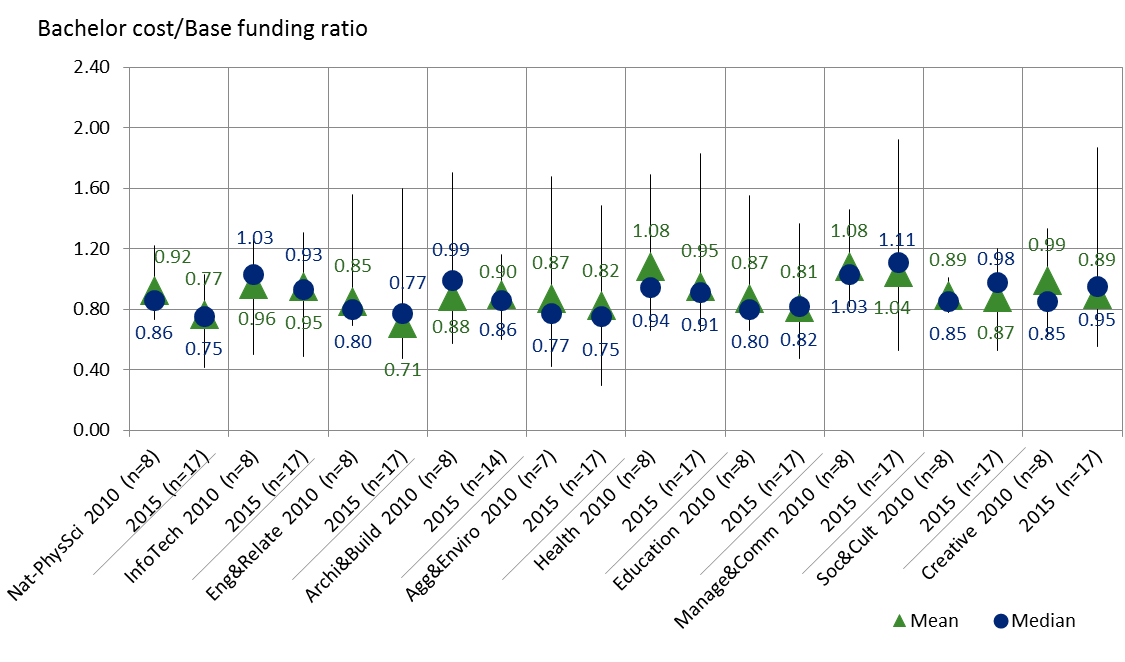 Bachelor cost/Base funding ratio
2.40
2.00
1.60
1.20
0.80
0.40
0.00
0.92
0.86
0.77
0.75
1.03
0.96
0.93
0.95
0.85
0.80
0.77
0.71
0.99
0.88
0.90
0.86
0.87
0.77
0.82
0.75
1.08
0.94
0.95
0.91
0.87
0.80
0.81
0.82
1.08
1.03
1.11
1.04
0.89
0.85
0.98
0.87
0.99
0.85
0.89
0.95
Nat-PhysSci 2010 (n=8)
2015 (n=17)
InfoTech 2010 (n=8)
2015 (n=17)
Eng&Relate 2010 (n=8)
2015 (n=17)
Archi&Build 2010 (n=8)
2015 (n=14)
Agg&Enviro 2010 (n=7)
2015 (n=17)
Health 2010 (n=8)
2015 (n=17)
Education 2010 (n=8)
2015 (n=17)
Manage&Comm 2010 (n=8)
2015 (n=17)
Soc&Cult 2010 (n=8)
2015 (n=17)
Creative 2010 (n=8)
2015 (n=17)
Mean
Median